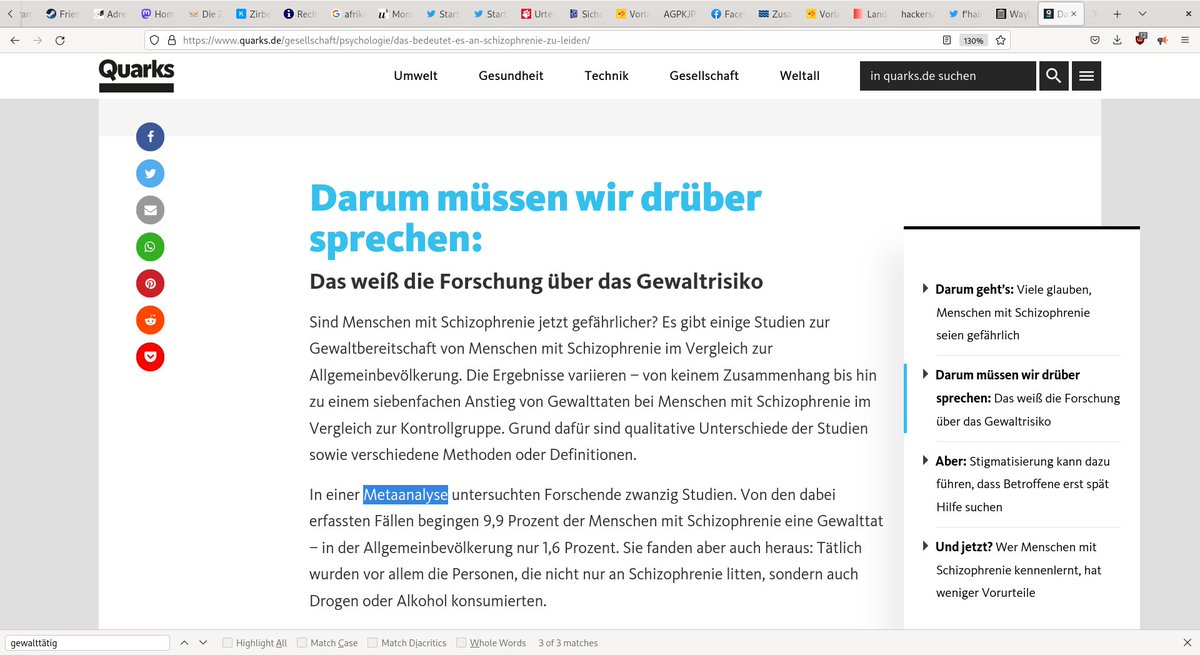 Frien
Adre
Hom
Die Z
Zirbe
Rech
afrik
Mont
Start
Start
Urtei
Siche
Vorla
AGPKJP
Face
Zusa
Vorla
Land
hackers
f'hai
Way
Da
https://www.quarks.de/gesellschaft/psychologie/das-bedeutet-es-an-schizophrenie-zu-leiden/
130%
Quarks
Umwelt Gesundheit Technik Gesellschaft Weltall
in quarks.de suchen
Darum müssen wir drüber
sprechen:
Das weiß die Forschung über das Gewaltrisiko
Sind Menschen mit Schizophrenie jetzt gefährlicher? Es gibt einige Studien zur
Gewaltbereitschaft von Menschen mit Schizophrenie im Vergleich zur
Allgemeinbevölkerung. Die Ergebnisse variieren – von keinem Zusammenhang bis hin
zu einem siebenfachen Anstieg von Gewalttaten bei Menschen mit Schizophrenie im
Vergleich zur Kontrollgruppe. Grund dafür sind qualitative Unterschiede der Studien
sowie verschiedene Methoden oder Definitionen.
In einer Metaanalyse untersuchten Forschende zwanzig Studien. Von den dabei
erfassten Fällen begingen 9,9 Prozent der Menschen mit Schizophrenie eine Gewalttat
– in der Allgemeinbevölkerung nur 1,6 Prozent. Sie fanden aber auch heraus: Tätlich
wurden vor allem die Personen, die nicht nur an Schizophrenie litten, sondern auch
Drogen oder Alkohol konsumierten.
Darum geht's: Viele glauben,
Menschen mit Schizophrenie
seien gefährlich
Darum müssen wir drüber
sprechen: Das weiß die Forschung
über das Gewaltrisiko
Aber: Stigmatisierung kann dazu
führen, dass Betroffene erst spät
Hilfe suchen
Und jetzt? Wer Menschen mit
Schizophrenie kennenlernt, hat
weniger Vorurteile
gewalttätig
Highlight All Match Case Match Diacritics Whole Words 3 of 3 matches